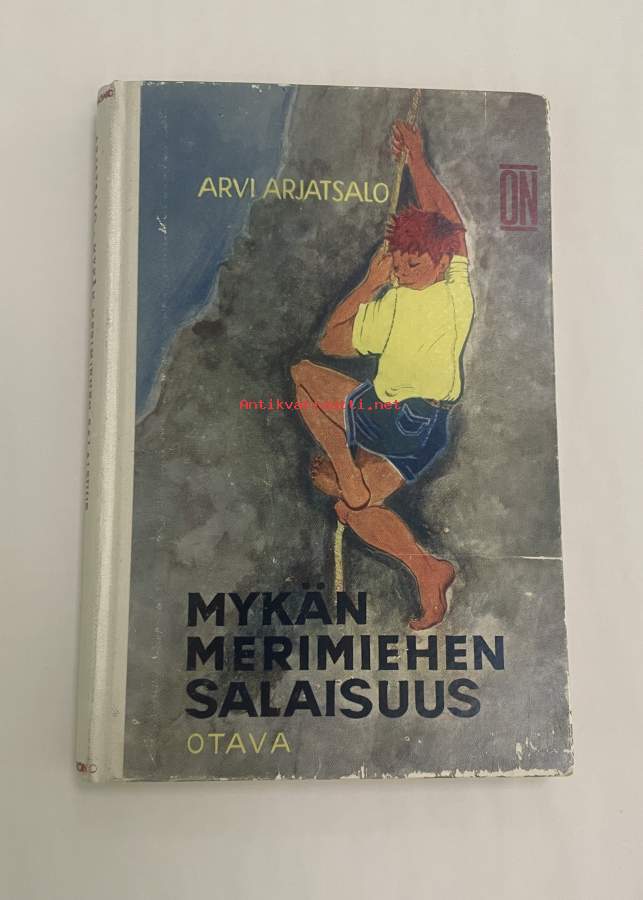 ARVI ARJATSALO
ON
Antikvariaatti.net
MYKÄN
MERIMIEHEN
SALAISUUS
OTAVA